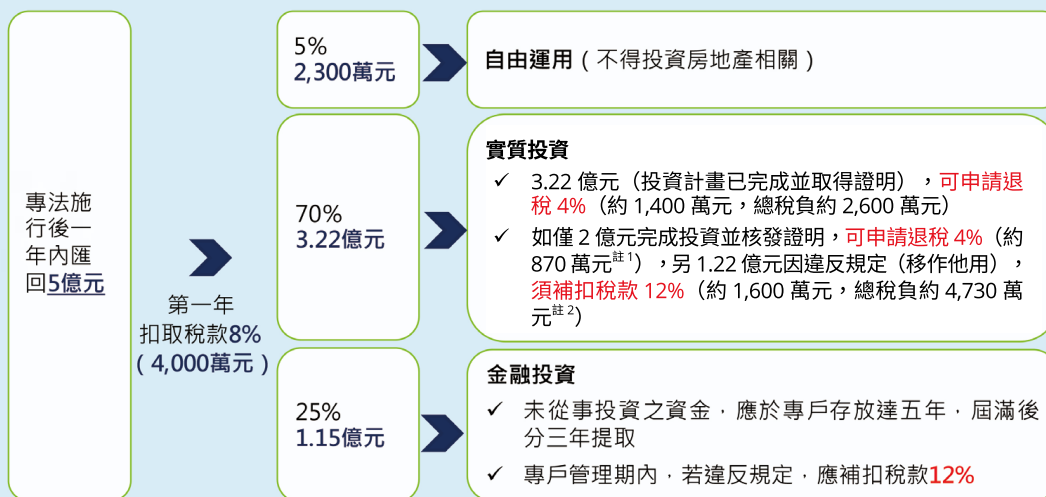 專法施
行後一
年內匯
回5億元
第一年
扣取稅款8%
（4,000萬元）
5%
2,300萬元
自由運用（不得投資房地產相關）
70%
3.22億元
實質投資
✓ 3.22 億元（投資計畫已完成並取得證明），可申請退
稅 4%（約 1,400 萬元，總稅負約 2,600 萬元）
✓ 如僅 2 億元完成投資並核發證明，可申請退稅 4%（約
870 萬元註1），另 1.22 億元因違反規定（移作他用），
須補扣稅款 12%（約 1,600 萬元，總稅負約 4,730 萬
元註2）
25%
1.15億元
金融投資
✓ 未從事投資之資金，應於專戶存放達五年，屆滿後
分三年提取
✓ 專戶管理期內，若違反規定，應補扣稅款12%